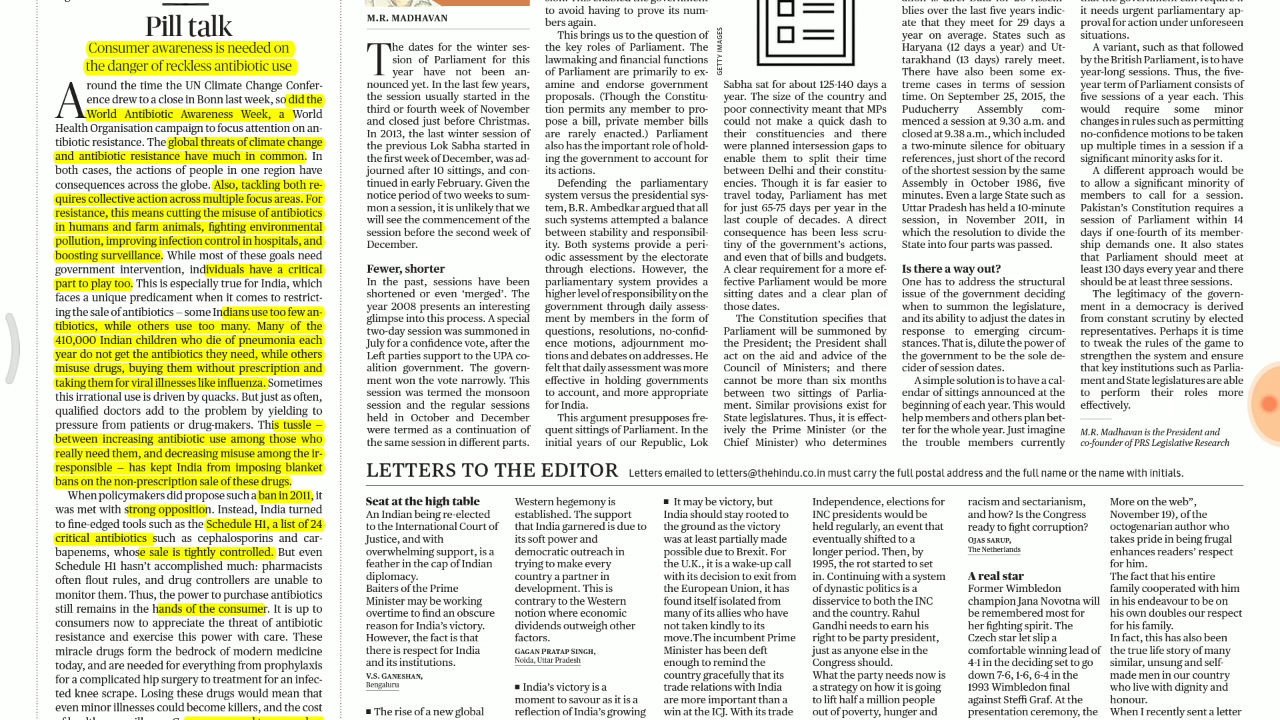 Pill talk
Consumer awareness is needed on
the danger of reckless antibiotic use
Around the time the UN Climate Change Confer-
ence drew to a close in Bonn last week, so did the
World Antibiotic Awareness Week, a World
Health Organisation campaign to focus attention on an-
tibiotic resistance. The global threats of climate change
and antibiotic resistance have much in common. In
both cases, the actions of people in one region have
consequences across the globe. Also, tackling both re-
quires collective action across multiple focus areas. For
resistance, this means cutting the misuse of antibiotics
in humans and farm animals, fighting environmental
pollution, improving infection control in hospitals, and
boosting surveillance. While most of these goals need
government intervention, individuals have a critical
part to play too. This is especially true for India, which
faces a unique predicament when it comes to restrict-
ing the sale of antibiotics – some Indians use too few an-
tibiotics, while others use too many. Many of the
410,000 Indian children who die of pneumonia each
year do not get the antibiotics they need, while others
misuse drugs, buying them without prescription and
taking them for viral illnesses like influenza. Sometimes
this irrational use is driven by quacks. But just as often,
qualified doctors add to the problem by yielding to
pressure from patients or drug-makers. This tussle –
between increasing antibiotic use among those who
really need them, and decreasing misuse among the ir-
responsible – has kept India from imposing blanket
bans on the non-prescription sale of these drugs.
When policymakers did propose such a ban in 2011, it
was met with strong opposition. Instead, India turned
to fine-edged tools such as the Schedule H1, a list of 24
critical antibiotics such as cephalosporins and car-
bapenems, whose sale is tightly controlled. But even
Schedule H1 hasn't accomplished much: pharmacists
often flout rules, and drug controllers are unable to
monitor them. Thus, the power to purchase antibiotics
still remains in the hands of the consumer. It is up to
consumers now to appreciate the threat of antibiotic
resistance and exercise this power with care. These
miracle drugs form the bedrock of modern medicine
today, and are needed for everything from prophylaxis
for a complicated hip surgery to treatment for an infec-
ted knee scrape. Losing these drugs would mean that
even minor illnesses could become killers, and the cost
M.R. MADHAVAN
The dates for the winter ses-
sion of Parliament for this
year have not been an-
nounced yet. In the last few years,
the session usually started in the
third or fourth week of November
and closed just before Christmas.
In 2013, the last winter session of
the previous Lok Sabha started in
the first week of December, was ad-
journed after 10 sittings, and con-
tinued in early February. Given the
notice period of two weeks to sum-
mon a session, it is unlikely that we
will see the commencement of the
session before the second week of
December.
Fewer, shorter
In the past, sessions have been
shortened or even 'merged'. The
year 2008 presents an interesting
glimpse into this process. A special
two-day session was summoned in
July for a confidence vote, after the
Left parties support to the UPA co-
alition government. The govern-
ment won the vote narrowly. This
session was termed the monsoon
session and the regular sessions
held in October and December
were termed as a continuation of
the same session in different parts.
to avoid having to prove its num-
bers again.
This brings us to the question of
the key roles of Parliament. The
lawmaking and financial functions
of Parliament are primarily to ex-
amine and endorse government
proposals. (Though the Constitu-
tion permits any member to pro-
pose a bill, private member bills
are rarely enacted.) Parliament
also has the important role of hold-
ing the government to account for
its actions.
Defending the parliamentary
system versus the presidential sys-
tem, B.R. Ambedkar argued that all
such systems attempted a balance
between stability and responsibil-
ity. Both systems provide a peri-
odic assessment by the electorate
through elections. However, the
parliamentary system provides a
higher level of responsibility on the
government through daily assess-
ment by members in the form of
questions, resolutions, no-confid-
ence motions, adjournment mo-
tions and debates on addresses. He
felt that daily assessment was more
effective in holding governments
to account, and more appropriate
for India.
This argument presupposes fre-
quent sittings of Parliament. In the
initial years of our Republic, Lok
GETTY IMAGES
Sabha sat for about 125-140 days a
year. The size of the country and
poor connectivity meant that MPs
could not make a quick dash to
their constituencies and there
were planned intersession gaps to
enable them to split their time
between Delhi and their constitu-
encies. Though it is far easier to
travel today, Parliament has met
for just 65-75 days per year in the
last couple of decades. A direct
consequence has been less scru-
tiny of the government's actions,
and even that of bills and budgets.
A clear requirement for a more ef-
fective Parliament would be more
sitting dates and a clear plan of
those dates.
The Constitution specifies that
Parliament will be summoned by
the President; the President shall
act on the aid and advice of the
Council of Ministers; and there
cannot be more than six months
between two sittings of Parlia-
ment. Similar provisions exist for
State legislatures. Thus, it is effect-
ively the Prime Minister (or the
Chief Minister) who determines
blies over the last five years indic-
ate that they meet for 29 days a
year on average. States such as
Haryana (12 days a year) and Ut-
tarakhand (13 days) rarely meet.
There have also been some ex-
treme cases in terms of session
time. On September 25, 2015, the
Puducherry Assembly com-
menced a session at 9.30 a.m. and
closed at 9.38 a.m., which included
a two-minute silence for obituary
references, just short of the record
of the shortest session by the same
Assembly in October 1986, five
minutes. Even a large State such as
Uttar Pradesh has held a 10-minute
session, in November 2011, in
which the resolution to divide the
State into four parts was passed.
Is there a way out?
One has to address the structural
issue of the government deciding
when to summon the legislature,
and its ability to adjust the dates in
response to emerging circum-
stances. That is, dilute the power of
the government to be the sole de-
cider of session dates.
A simple solution is to have a cal-
endar of sittings announced at the
beginning of each year. This would
help members and others plan bet-
ter for the whole year. Just imagine
the trouble members currently
it needs urgent parliamentary ap-
proval for action under unforeseen
situations.
A variant, such as that followed
by the British Parliament, is to have
year-long sessions. Thus, the five-
year term of Parliament consists of
five sessions of a year each. This
would require some minor
changes in rules such as permitting
no-confidence motions to be taken
up multiple times in a session if a
significant minority asks for it.
A different approach would be
to allow a significant minority of
members to call for a session.
Pakistan's Constitution requires a
session of Parliament within 14
days if one-fourth of its member-
ship demands one. It also states
that Parliament should meet at
least 130 days every year and there
should be at least three sessions.
The legitimacy of the govern-
ment in a democracy is derived
from constant scrutiny by elected
representatives. Perhaps it is time
to tweak the rules of the game to
strengthen the system and ensure
that key institutions such as Parlia-
ment and State legislatures are able
to perform their roles more
effectively.
M.R. Madhavan is the President and
co-founder of PRS Legislative Research
LETTERS TO THE EDITOR Letters emailed to letters@thehindu.co.in must carry the full postal address and the full name or the name with initials.
Seat at the high table
An Indian being re-elected
to the International Court of
Justice, and with
overwhelming support, is a
feather in the cap of Indian
diplomacy.
Baiters of the Prime
Minister may be working
overtime to find an obscure
reason for India's victory.
However, the fact is that
there is respect for India
and its institutions.
V.S. GANESHAN,
Bengaluru
■ The rise of a new global
Western hegemony is
established. The support
that India garnered is due to
its soft power and
democratic outreach in
trying to make every
country a partner in
development. This is
contrary to the Western
notion where economic
dividends outweigh other
factors.
GAGAN PRATAP SINGH,
Noida, Uttar Pradesh
■ India's victory is a
moment to savour as it is a
reflection of India's growing
■ It may be victory, but
India should stay rooted to
the ground as the victory
was at least partially made
possible due to Brexit. For
the U.K., it is a wake-up call
with its decision to exit from
the European Union, it has
found itself isolated from
many of its allies who have
not taken kindly to its
move.The incumbent Prime
Minister has been deft
enough to remind the
country gracefully that its
trade relations with India
are more important than a
win at the ICJ. With its trade
Independence, elections for
INC presidents would be
held regularly, an event that
eventually shifted to a
longer period. Then, by
1995, the rot started to set
in. Continuing with a system
of dynastic politics is a
disservice to both the INC
and the country. Rahul
Gandhi needs to earn his
right to be party president,
just as anyone else in the
Congress should.
What the party needs now is
a strategy on how it is going
to lift half a million people
out of poverty, hunger and
racism and sectarianism,
and how? Is the Congress
ready to fight corruption?
OJAS SARUP,
The Netherlands
A real star
Former Wimbledon
champion Jana Novotna will
be remembered most for
her fighting spirit. The
Czech star let slip a
comfortable winning lead of
4-1 in the deciding set to go
down 7-6, 1-6, 6-4 in the
1993 Wimbledon final
against Steffi Graf. At the
presentation ceremony, the
More on the web",
November 19), of the
octogenarian author who
takes pride in being frugal
enhances readers' respect
for him.
The fact that his entire
family cooperated with him
in his endeavour to be on
his own doubles our respect
for his family.
In fact, this has also been
the true life story of many
similar, unsung and self-
made men in our country
who live with dignity and
honour.
When I recently sent a letter